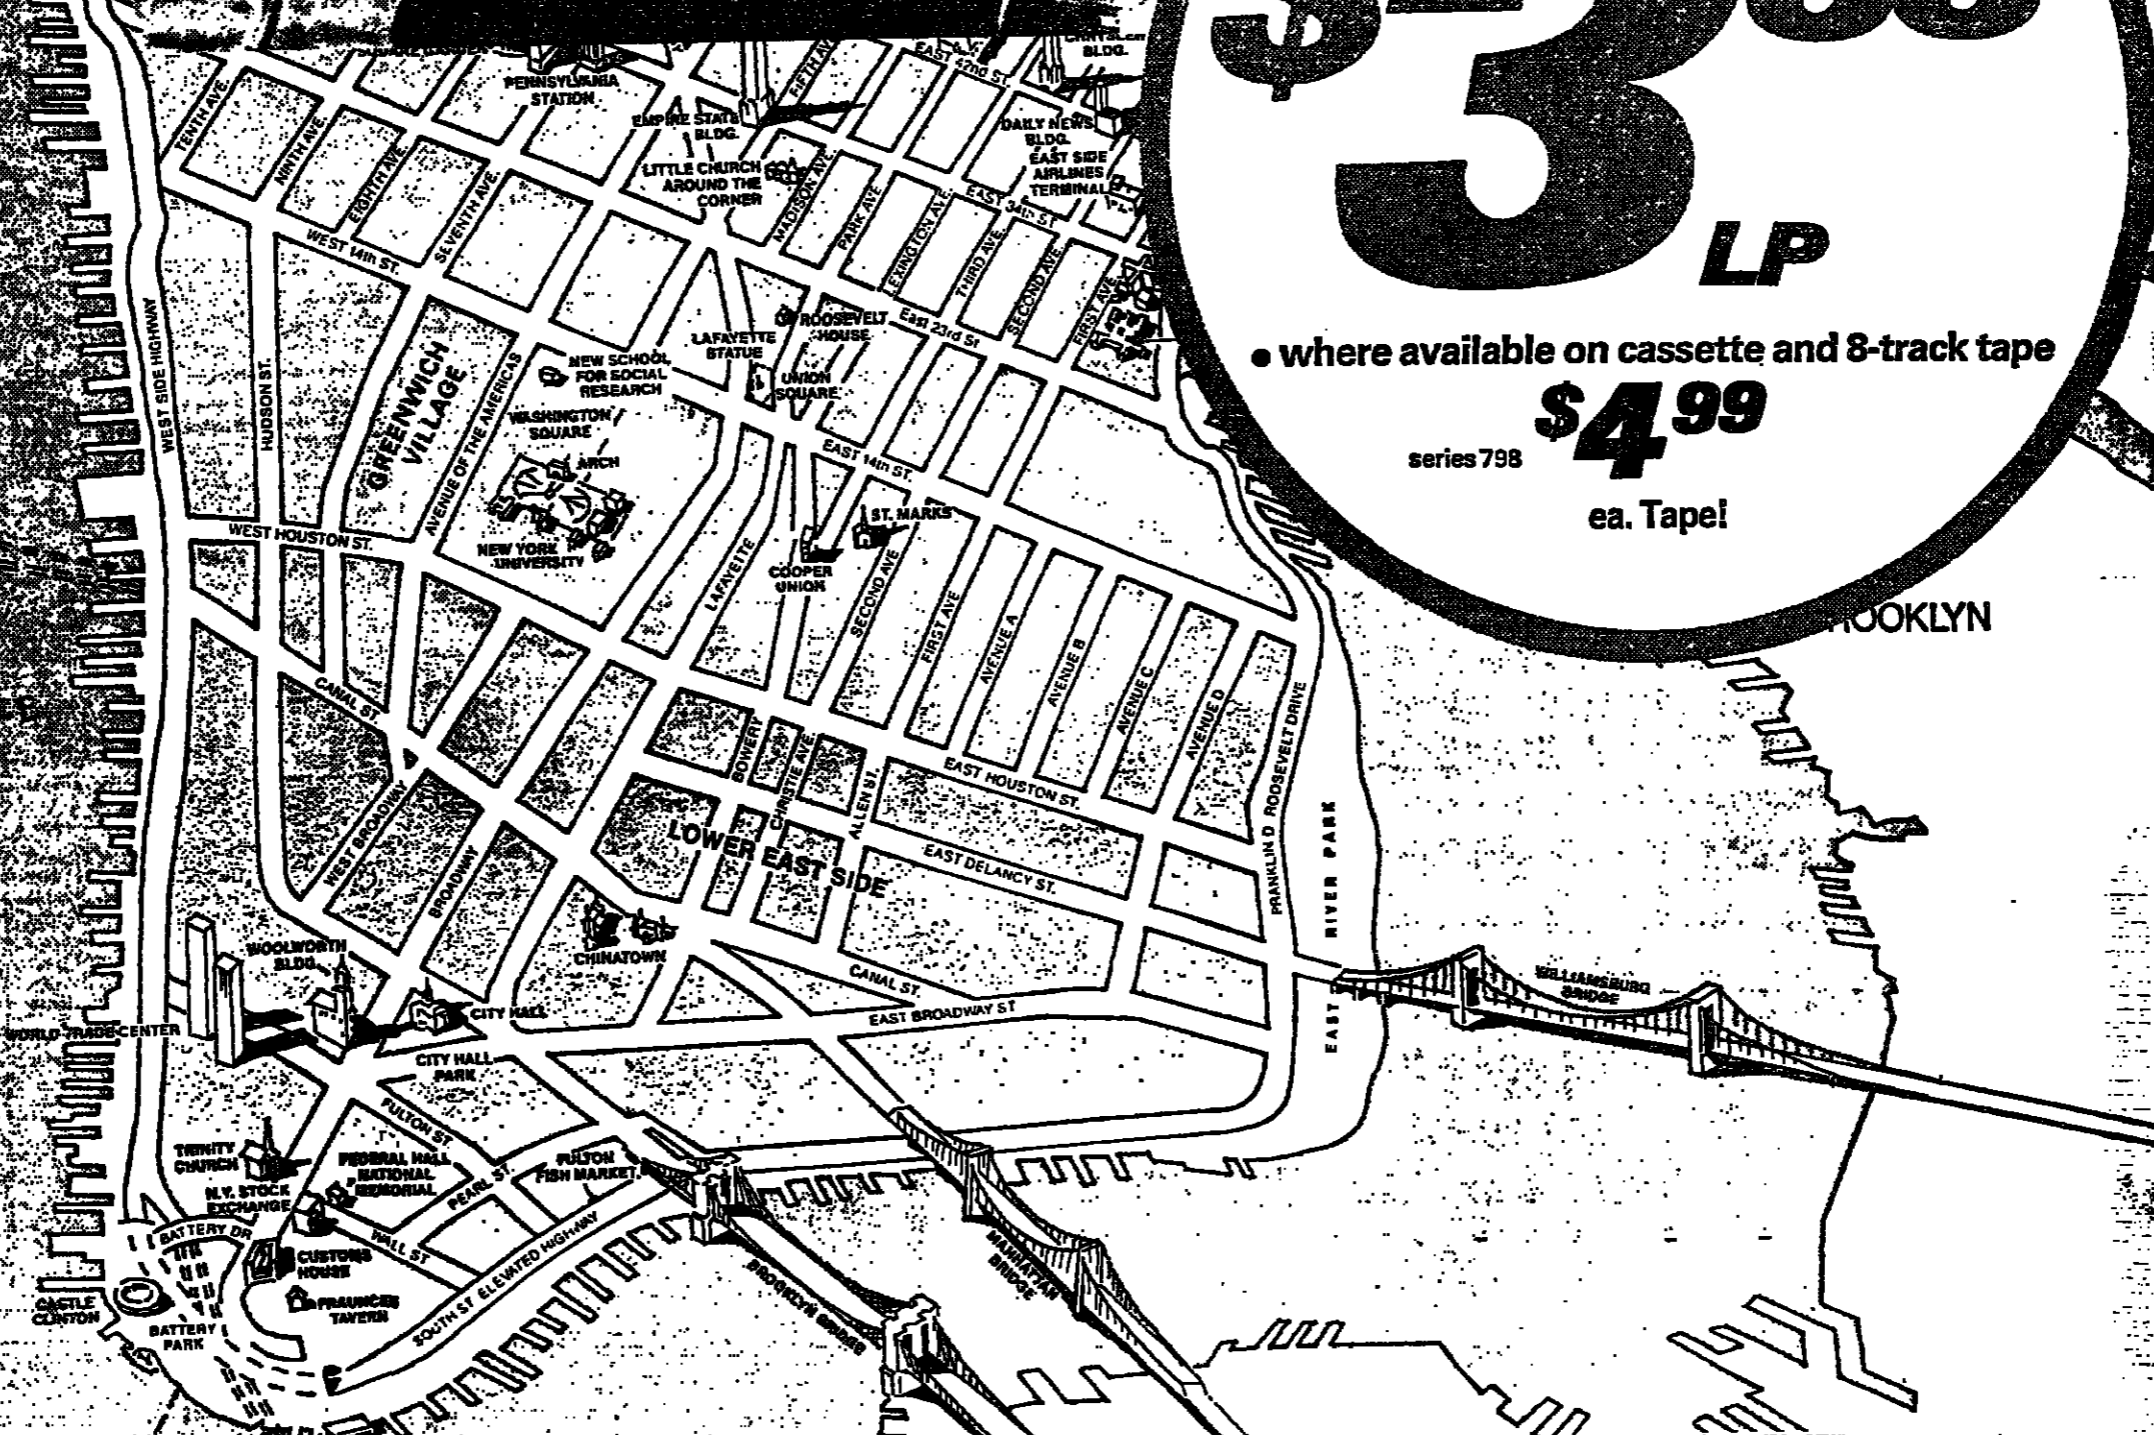 PENNSYLVANIA
STATION
FIFTH AVE
EAST 42nd ST
BLDG.
EMPIRE STATE
BLDG.
DAILY NEWS
BLDG.
EAST SIDE
AIRLINES
TERMINAL
LITTLE CHURCH
AROUND THE
CORNER
TENTH AVE.
NINTH AVE.
EIGHTH AVE.
SEVENTH AVE.
MADISON AVE.
PARK AVE
LEXINGTON AVE.
THIRD AVE.
SECOND AVE.
FIRST AVE.
EAST 34th ST
WEST 14th ST.
East 23rd St
$3
LP
• where available on cassette and 8-track tape
$4 99
series 798
ea. Tape!
WEST SIDE HIGHWAY
HUDSON ST.
GREENWICH
VILLAGE
AVENUE OF THE AMERICAS
NEW SCHOOL
FOR SOCIAL
RESEARCH
LAFAYETTE
STATUE
ROOSEVELT
HOUSE
UNION
SQUARE
WASHINGTON
SQUARE
ARCH
NEW YORK
UNIVERSITY
EAST 14th ST.
ST. MARKS
COOPER
UNION
LAFAYETTE
SECOND AVE
FIRST AVE
AVENUE A
AVENUE B
AVENUE C
AVENUE D
WEST HOUSTON ST.
OOKLYN
CANAL ST.
BOWERY
CHRISTIE AVE.
ALLEN ST.
EAST HOUSTON ST.
FRANKLIN D ROOSEVELT DRIVE
EAST RIVER PARK
WEST BROADWAY
BROADWAY
LOWER EAST SIDE
EAST DELANCY ST.
CHINATOWN
CANAL ST.
EAST BROADWAY ST
WILLIAMSBURG
BRIDGE
WOOLWORTH
BLDG.
WORLD TRADE CENTER
CITY HALL
CITY HALL
PARK
FULTON ST.
TRINITY
CHURCH
FEDERAL HALL
NATIONAL
MEMORIAL
FULTON
FISH MARKET
PEARL ST.
N.Y. STOCK
EXCHANGE
BATTERY DR.
WALL ST
CUSTOMS
HOUSE
FRAUNCES
TAVERN
CASTLE
CLINTON
BATTERY
PARK
SOUTH ST ELEVATED HIGHWAY
BROOKLYN BRIDGE
MANHATTAN
BRIDGE